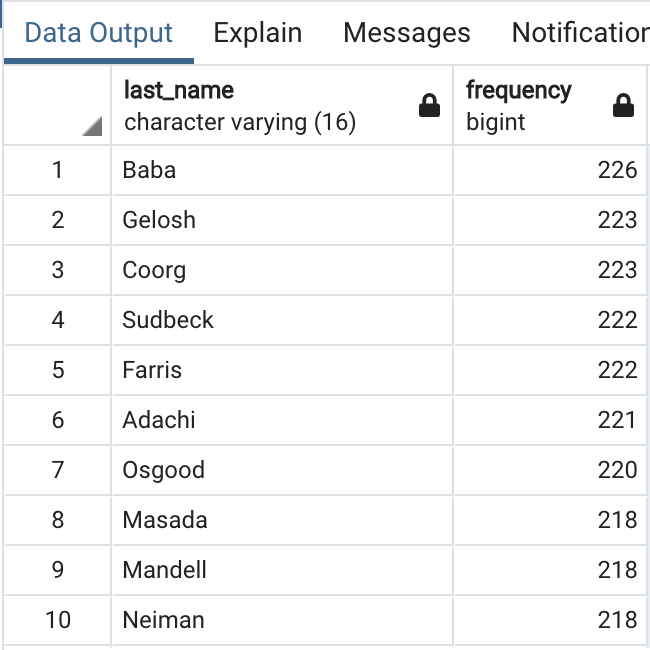 Data Output Explain Messages Notification
last_name frequency
character varying (16) bigint
1 Baba 226
2 Gelosh 223
3 Coorg 223
4 Sudbeck 222
5 Farris 222
6 Adachi 221
7 Osgood 220
8 Masada 218
9 Mandell 218
10 Neiman 218